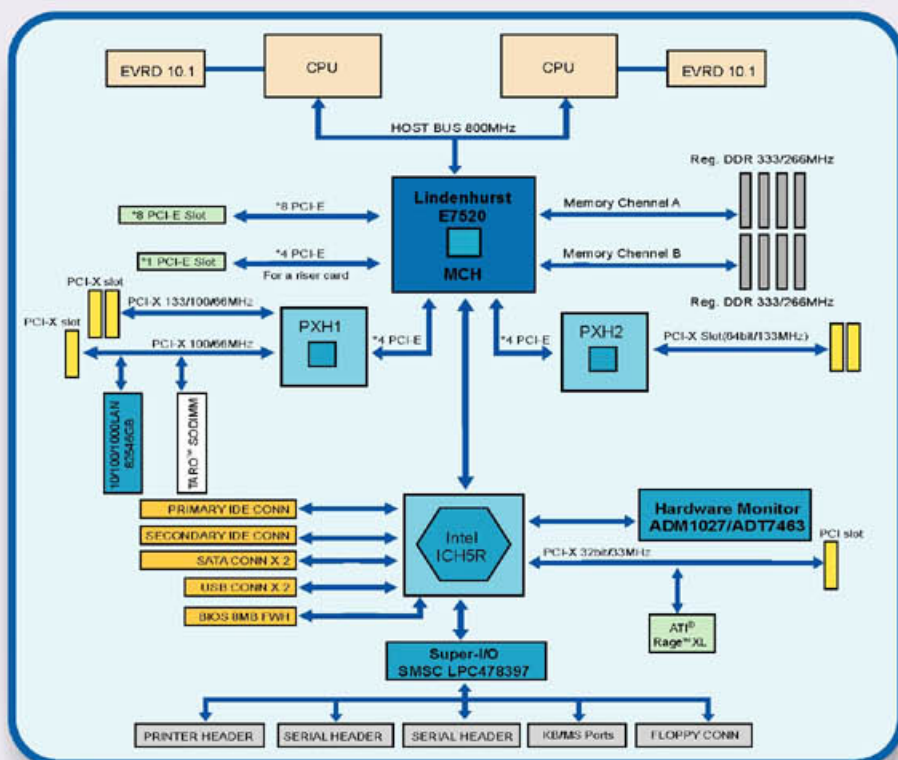 EVRD 10.1
CPU
CPU
EVRD 10.1
HOST BUS 800MHz
Reg. DDR 333/266MHz
Lindenhurst
E7520
MCH
*8 PCI-E Slot
*8 PCI-E
Memory Channel A
*1 PCI-E Slot
*4 PCI-E
For a riser card
Memory Channel B
Reg. DDR 333/266MHz
PCI-X slot
PCI-X 133/100/66MHz
PCI-X slot
PCI-X 100/66MHz
PXH1
*4 PCI-E
*4 PCI-E
PXH2
PCI-X Slot(64bit/133MHz)
10/100/1000LAN
82546GB
TARO™ SODIMM
PRIMARY IDE CONN
SECONDARY IDE CONN
SATA CONN X 2
USB CONN X 2
BIOS 8MB FWH
Intel
ICH5R
Hardware Monitor
ADM1027/ADT7463
PCI-X 32bit/33MHz
PCI slot
ATI®
Rage™ XL
Super-I/O
SMSC LPC478397
PRINTER HEADER
SERIAL HEADER
SERIAL HEADER
KB/MS Ports
FLOPPY CONN